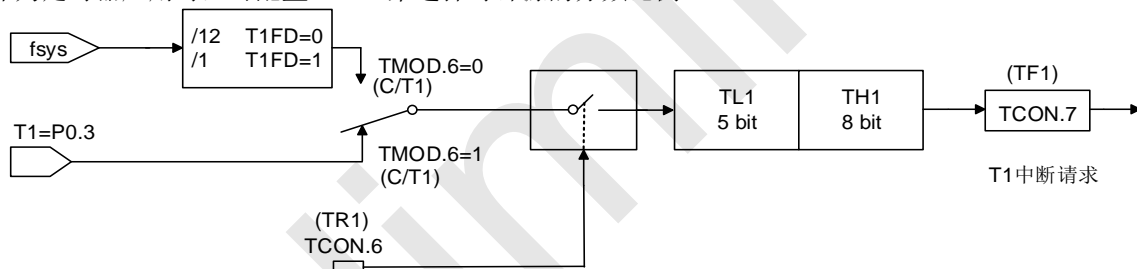 fsys
/12 T1FD=0
/1 T1FD=1
TMOD.6=0
(C/T1)
T1=P0.3
TMOD.6=1
(C/T1)
(TR1)
TCON.6
TL1
5 bit
TH1
8 bit
(TF1)
TCON.7
T1中断请求